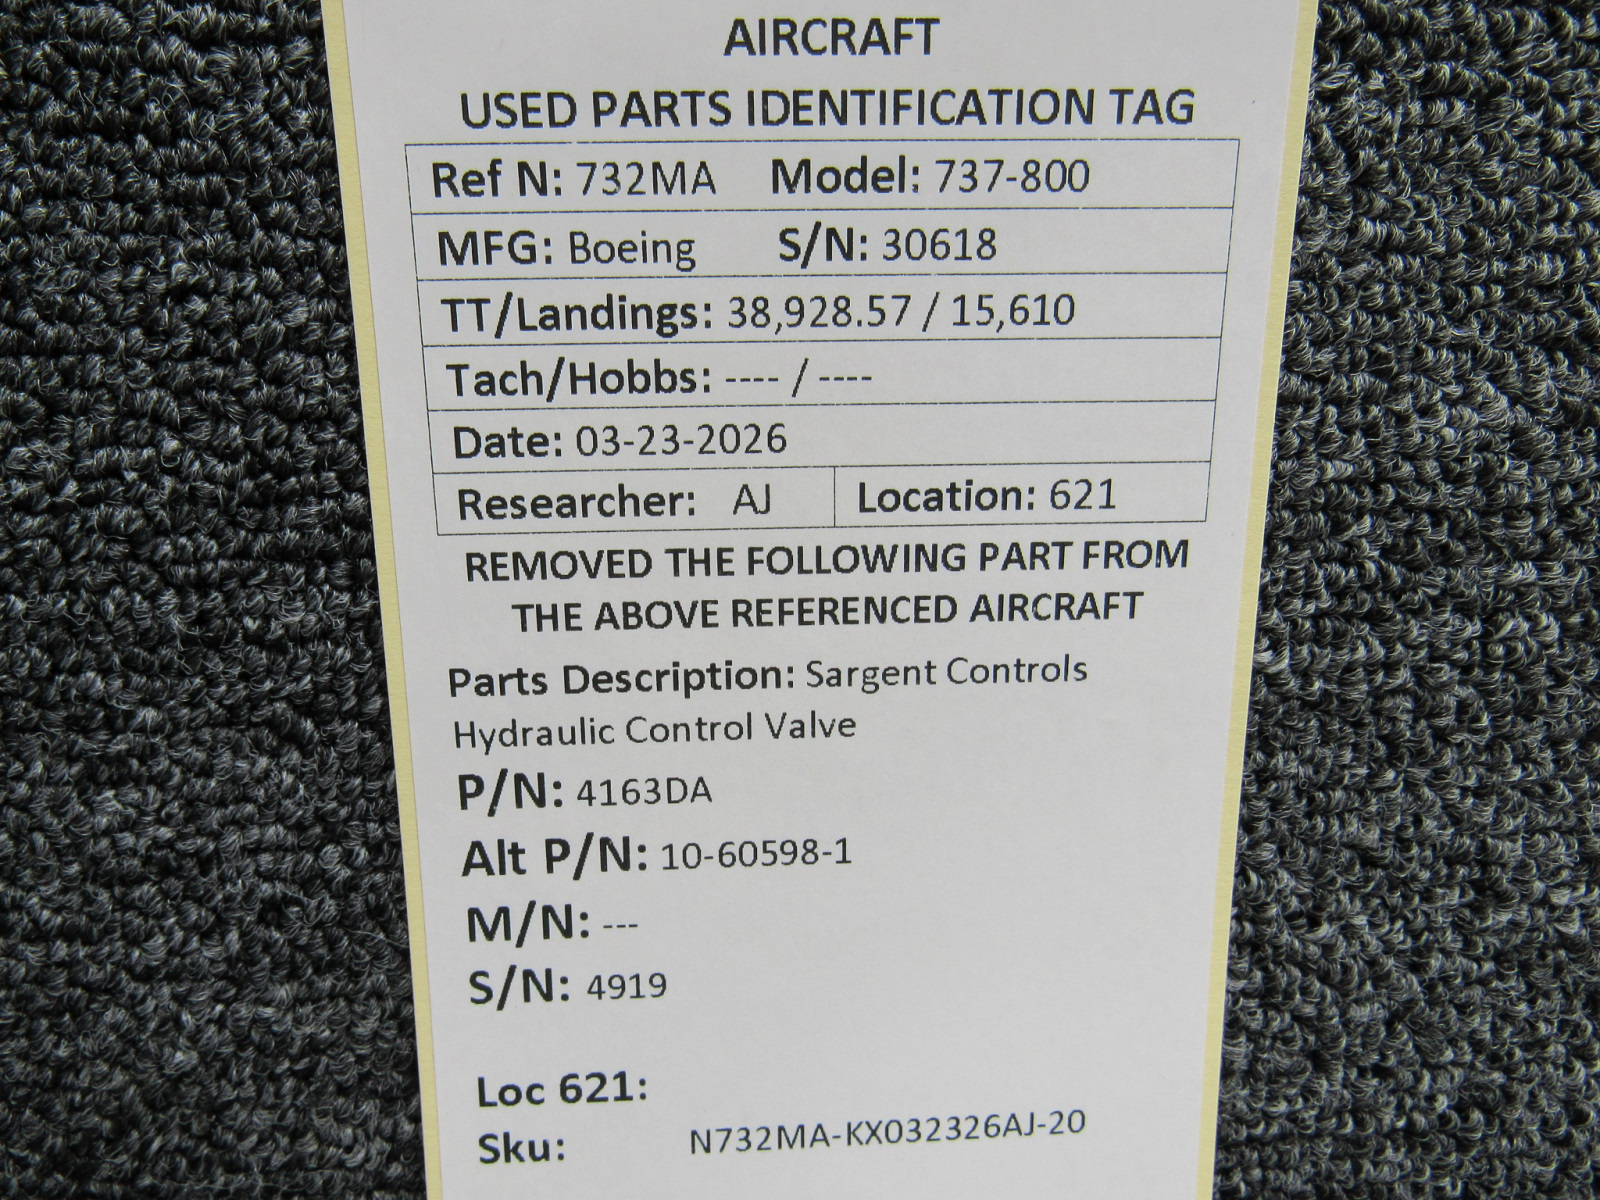 AIRCRAFT
USED PARTS IDENTIFICATION TAG
Ref N: 732MA Model: 737-800
MFG: Boeing S/N: 30618
TT/Landings: 38,928.57 / 15,610
Tach/Hobbs: ---- / ----
Date: 03-23-2026
Researcher: AJ Location: 621
REMOVED THE FOLLOWING PART FROM
THE ABOVE REFERENCED AIRCRAFT
Parts Description: Sargent Controls
Hydraulic Control Valve
P/N: 4163DA
Alt P/N: 10-60598-1
M/N: ---
S/N: 4919
Loc 621:
Sku: N732MA-KX032326AJ-20